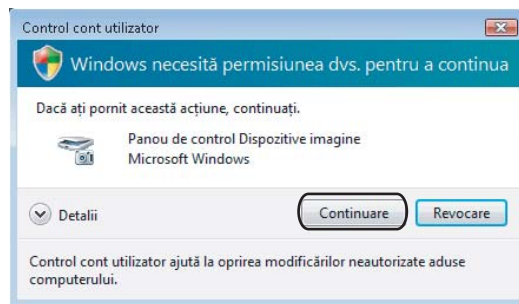 Control cont utilizator
Windows necesită permisiunea dvs. pentru a continua
Dacă ați pornit această acțiune, continuați.
Panou de control Dispozitive imagine
Microsoft Windows
Detalii
Continuare
Revocare
Control cont utilizator ajută la oprirea modificărilor neautorizate aduse
computerului.